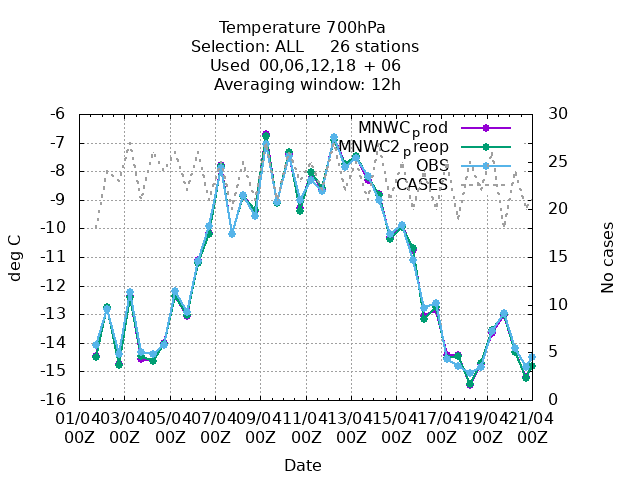 Temperature 700hPa
Selection: ALL     26 stations
Used  00,06,12,18 + 06
Averaging window: 12h
-6
-7
-8
-9
-10
-11
-12
-13
-14
-15
-16
deg C
30
25
20
15
10
5
0
No cases
MNWCprod
MNWC2preop
OBS
CASES
01/04 03/04 05/04 07/04 09/04 11/04 13/04 15/04 17/04 19/04 21/04
00Z 00Z 00Z 00Z 00Z 00Z 00Z 00Z 00Z 00Z 00Z
Date